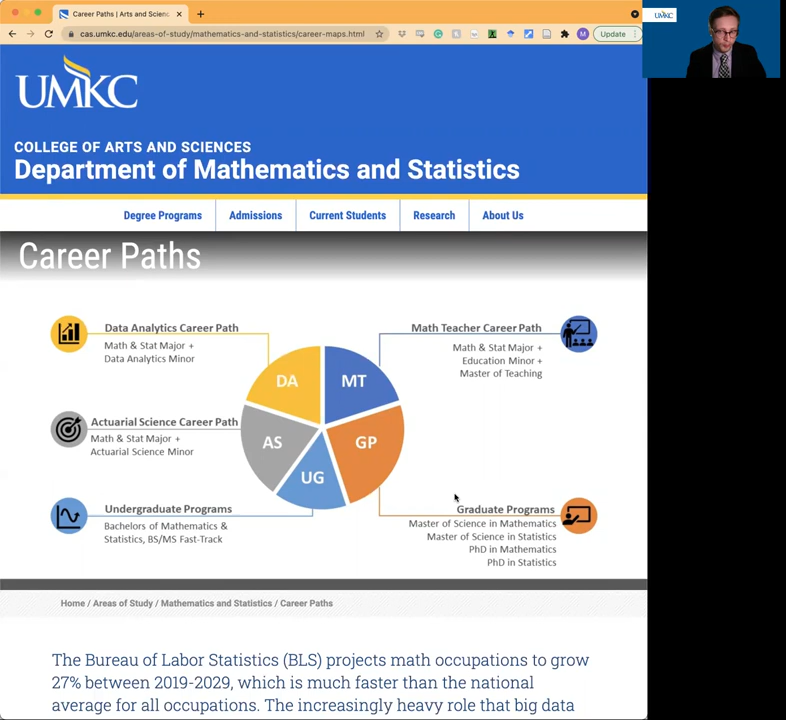 Career Paths | Arts and Scienc
cas.umkc.edu/areas-of-study/mathematics-and-statistics/career-maps.html
M
Update
UMKC
UMKC
COLLEGE OF ARTS AND SCIENCES
Department of Mathematics and Statistics
Degree Programs
Admissions
Current Students
Research
About Us
Career Paths
Data Analytics Career Path
Math & Stat Major +
Data Analytics Minor
Math Teacher Career Path
Math & Stat Major +
Education Minor +
Master of Teaching
DA
MT
Actuarial Science Career Path
Math & Stat Major +
Actuarial Science Minor
AS
GP
UG
Undergraduate Programs
Bachelors of Mathematics &
Statistics, BS/MS Fast-Track
Graduate Programs
Master of Science in Mathematics
Master of Science in Statistics
PhD in Mathematics
PhD in Statistics
Home / Areas of Study / Mathematics and Statistics / Career Paths
The Bureau of Labor Statistics (BLS) projects math occupations to grow
27% between 2019-2029, which is much faster than the national
average for all occupations. The increasingly heavy role that big data